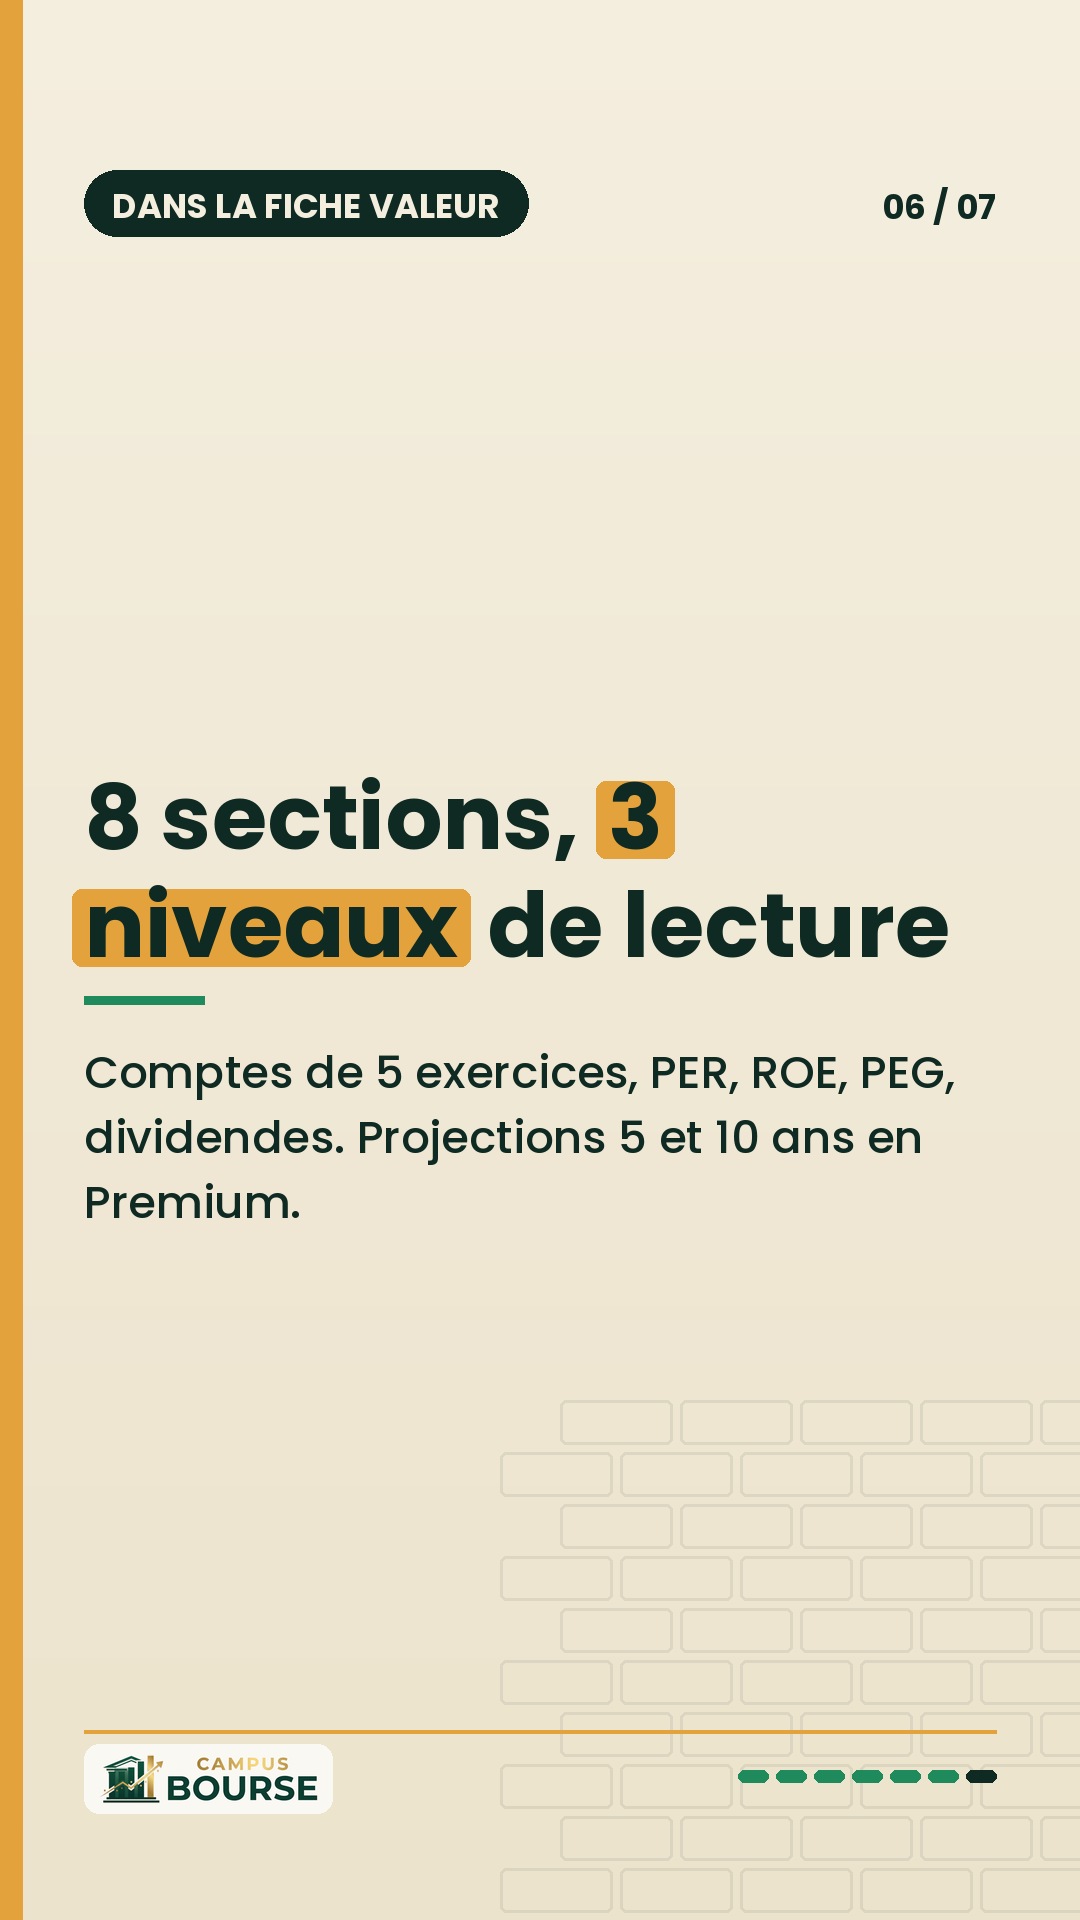 DANS LA FICHE VALEUR
06 / 07
8 sections, 3
niveaux de lecture
Comptes de 5 exercices, PER, ROE, PEG,
dividendes. Projections 5 et 10 ans en
Premium.
CAMPUS
BOURSE